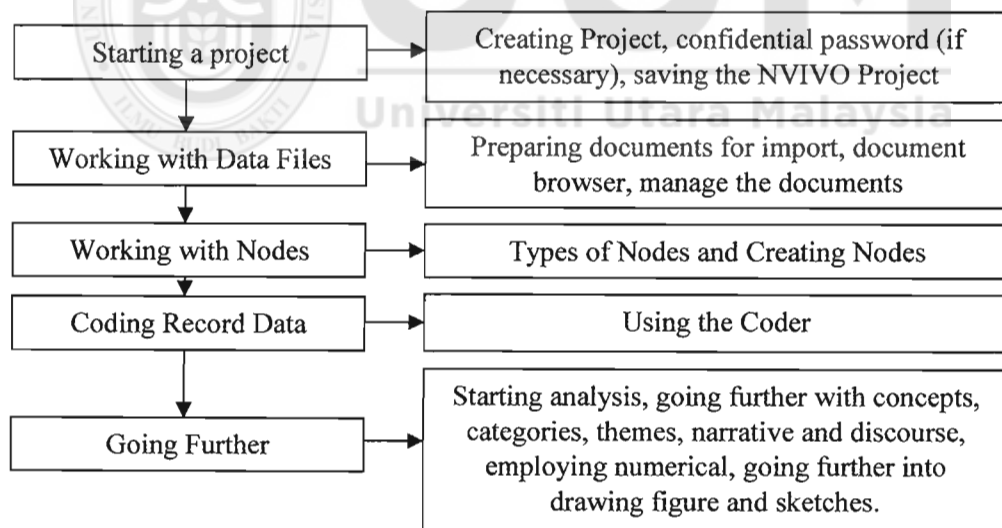 Starting a project
Creating Project, confidential password (if
necessary), saving the NVIVO Project
Universiti Utara Malaysia
Working with Data Files
Preparing documents for import, document
browser, manage the documents
Working with Nodes
Types of Nodes and Creating Nodes
Coding Record Data
Using the Coder
Going Further
Starting analysis, going further with concepts,
categories, themes, narrative and discourse,
employing numerical, going further into
drawing figure and sketches.